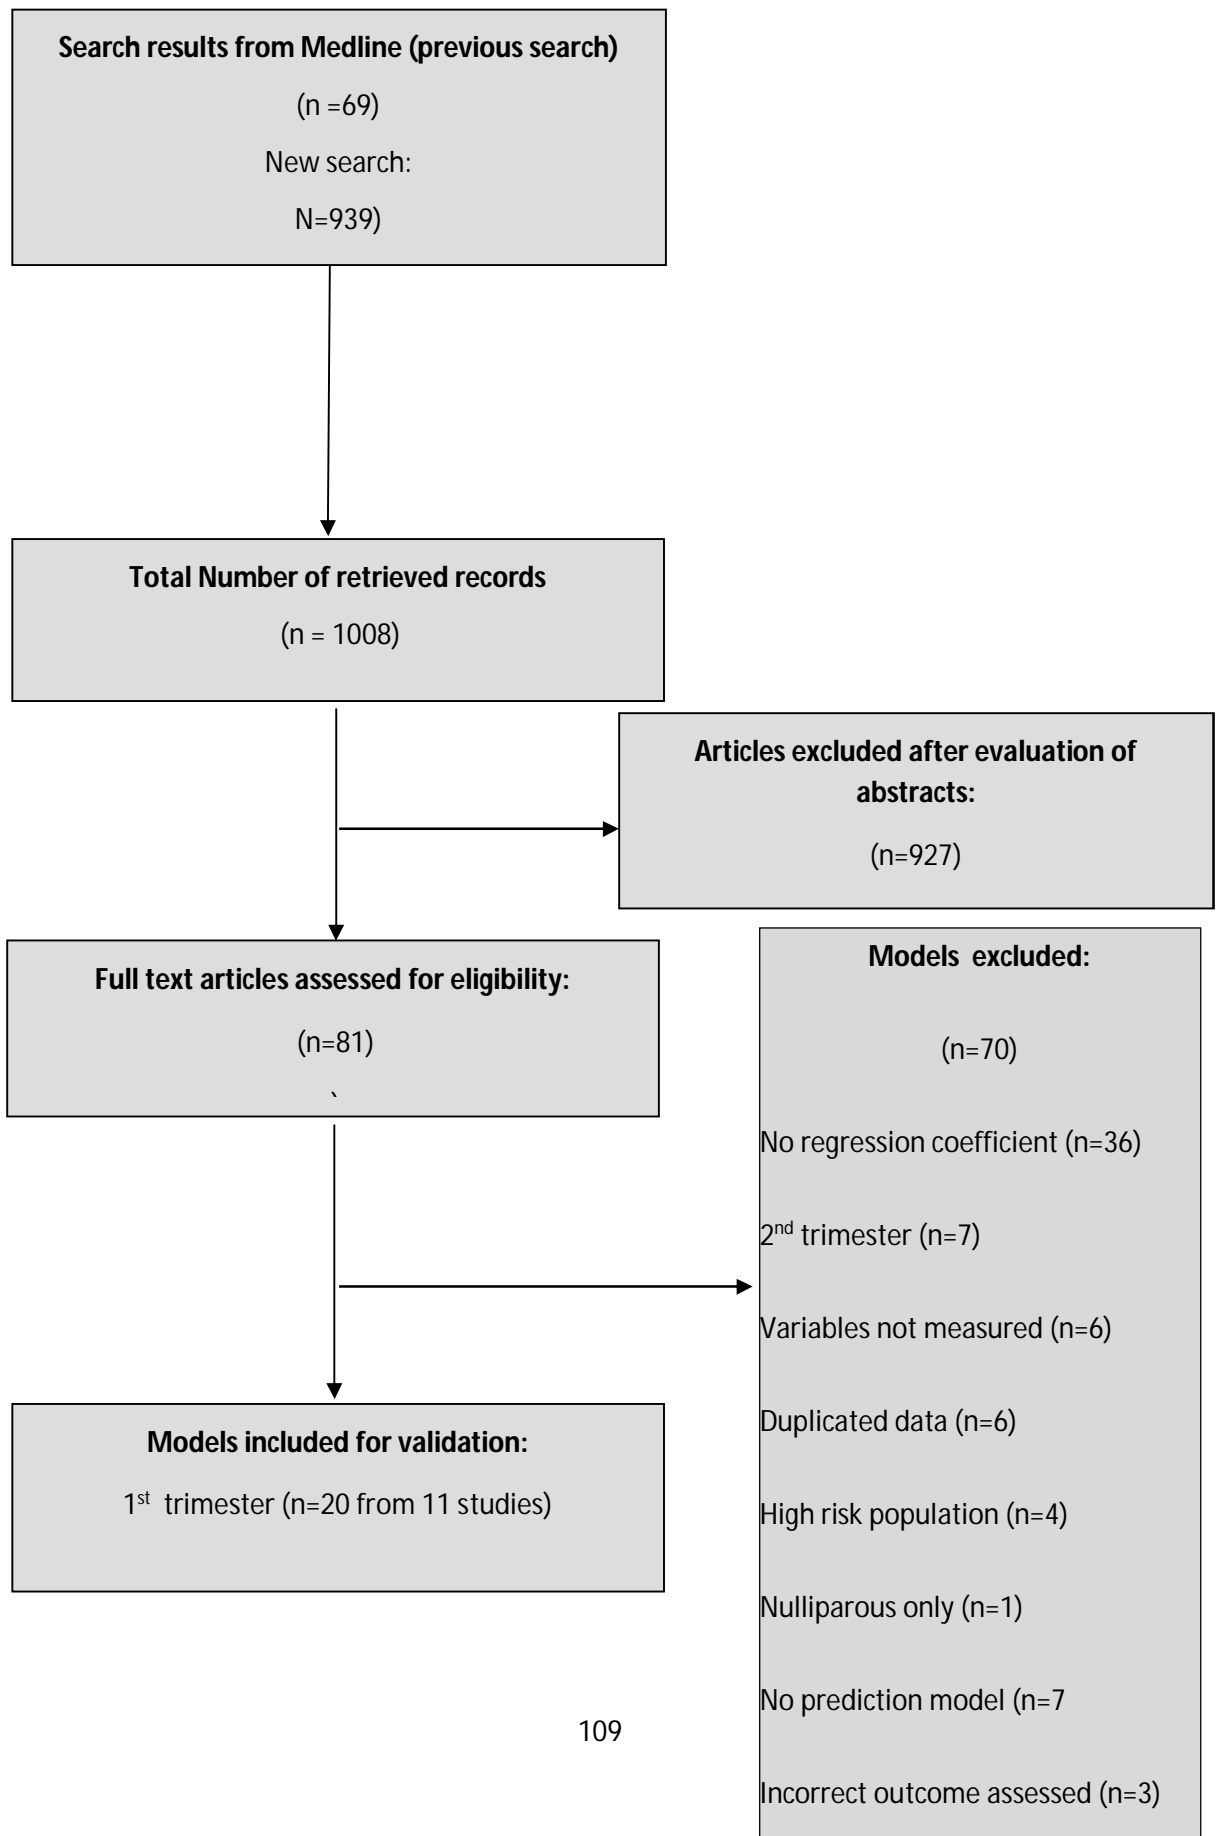 Search results from Medline (previous search)
(n =69)
New search:
N=939)
Total Number of retrieved records
(n = 1008)
Articles excluded after evaluation of
abstracts:
(n=927)
Full text articles assessed for eligibility:
(n=81)
`
Models excluded:
(n=70)
No regression coefficient (n=36)
2nd trimester (n=7)
Variables not measured (n=6)
Duplicated data (n=6)
High risk population (n=4)
Nulliparous only (n=1)
No prediction model (n=7
Incorrect outcome assessed (n=3)
Models included for validation:
1st trimester (n=20 from 11 studies)
109